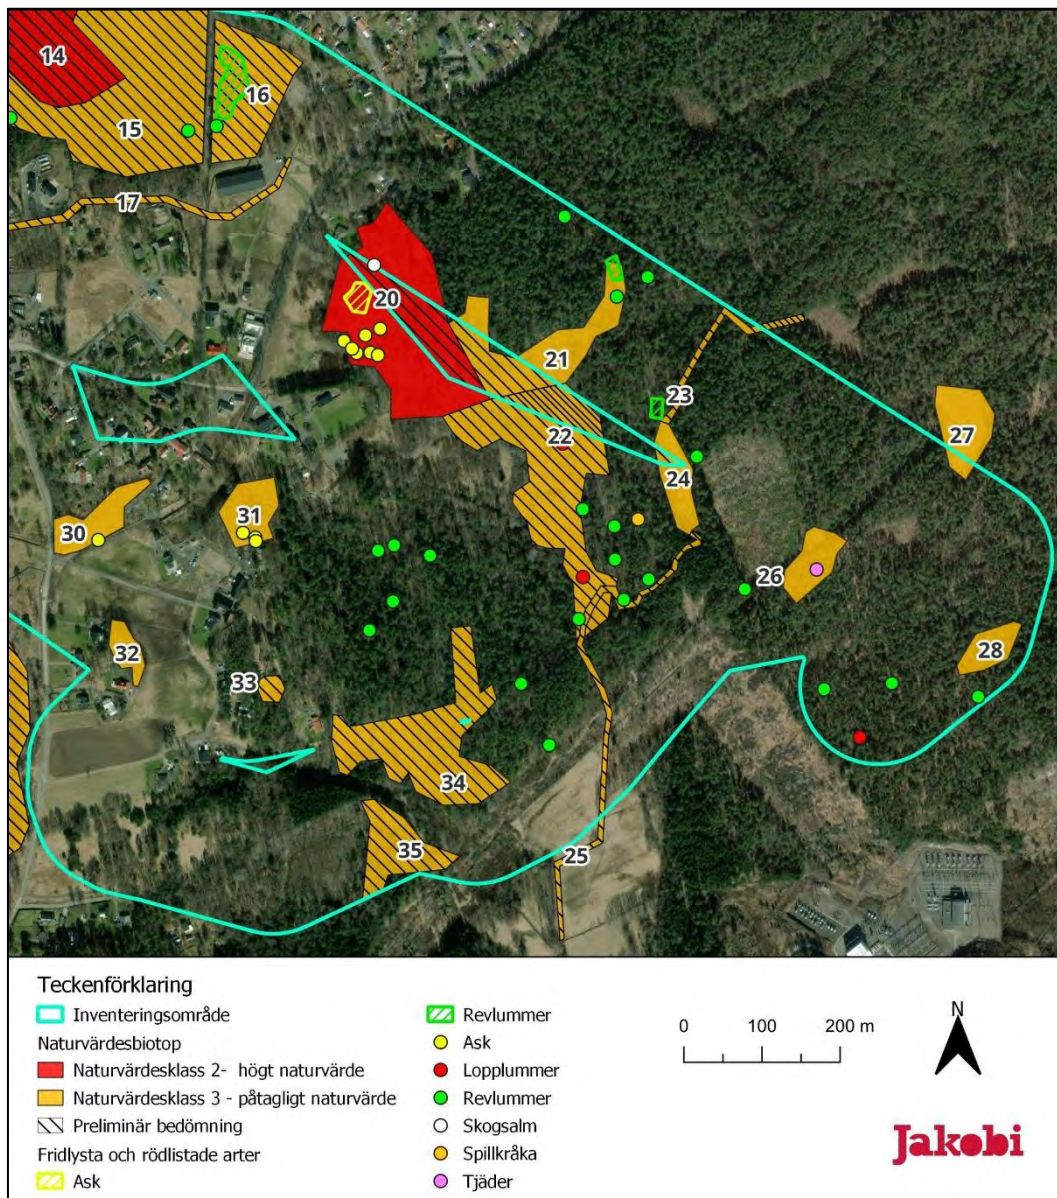 14
16
15
17
20
21
23
22
27
24
30
31
26
32
28
33
34
35
25
Teckenförklaring
Inventeringsområde
Naturvärdesbiotop
Naturvärdesklass 2- högt naturvärde
Naturvärdesklass 3 - påtagligt naturvärde
Preliminär bedömning
Fridlysta och rödlistade arter
Ask
Revlummer
Ask
Lopplummer
Revlummer
Skogsalm
Spillkråka
Tjäder
0 100 200 m
N
Jakobi